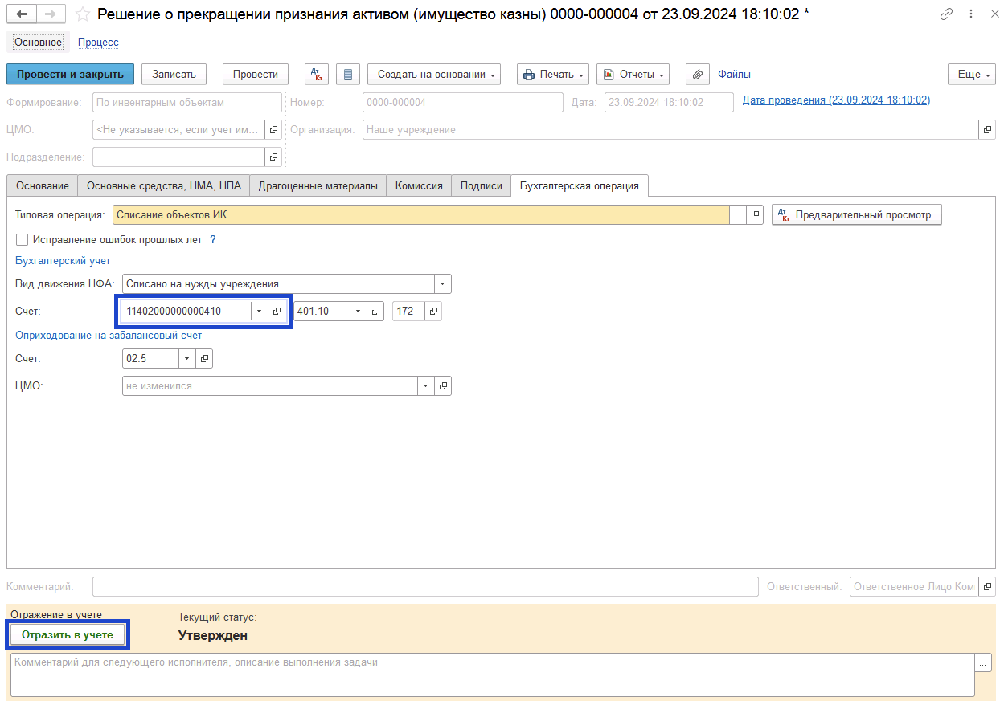 Решение о прекращении признания активом (имущество казны) 0000-000004 от 23.09.2024 18:10:02 *
Основное Процесс
Провести и закрыть Записать Провести Дт Кт Создать на основании Печать Отчеты Файлы Еще
Формирование: По инвентарным объектам Номер: 0000-000004 Дата: 23.09.2024 18:10:02 Дата проведения (23.09.2024 18:10:02)
ЦМО: <Не указывается, если учет им... Организация: Наше учреждение
Подразделение:
Основание Основные средства, НМА, НПА Драгоценные материалы Комиссия Подписи Бухгалтерская операция
Типовая операция: Списание объектов ИК ... Дт Кт Предварительный просмотр
Исправление ошибок прошлых лет ?
Бухгалтерский учет
Вид движения НФА: Списано на нужды учреждения
Счет: 11402000000000410 401.10 172
Оприходование на забалансовый счет
Счет: 02.5
ЦМО: не изменился
Комментарий: Ответственный: Ответственное Лицо Ком
Отражение в учете Текущий статус:
Отразить в учете Утвержден
Комментарий для следующего исполнителя, описание выполнения задачи ...